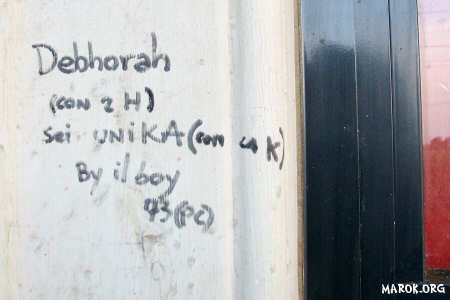 Debhorah
(con 2 H)
sei UNiKA (con la K)
By il boy
93(PC)
MAROK.ORG